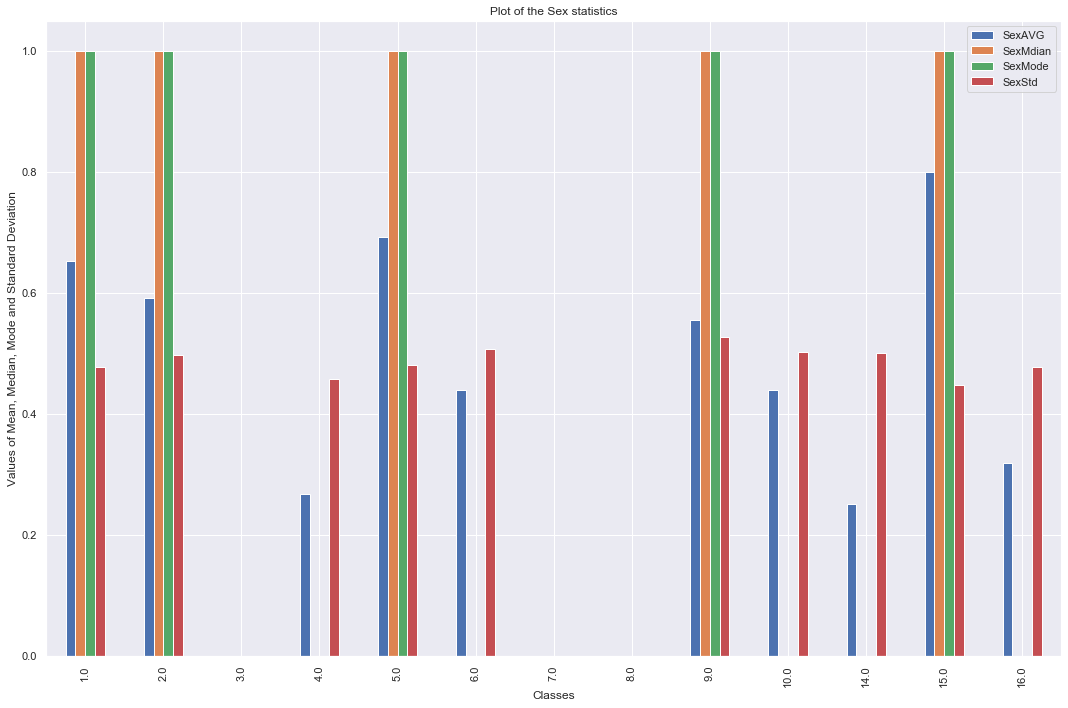 Plot of the Sex statistics
SexAVG
SexMdian
SexMode
SexStd
Values of Mean, Median, Mode and Standard Deviation
1.0
0.8
0.6
0.4
0.2
0.0
1.0
2.0
3.0
4.0
5.0
6.0
7.0
8.0
9.0
10.0
14.0
15.0
16.0
Classes